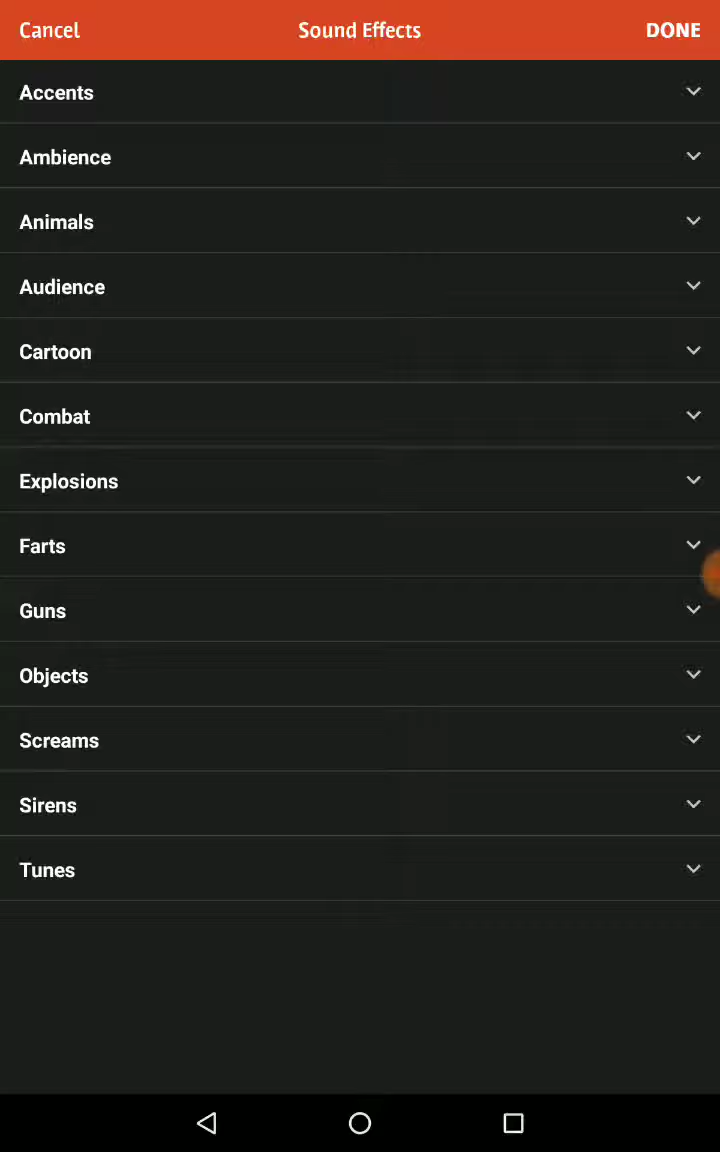 Cancel Sound Effects DONE
Accents
Ambience
Animals
Audience
Cartoon
Combat
Explosions
Farts
Guns
Objects
Screams
Sirens
Tunes